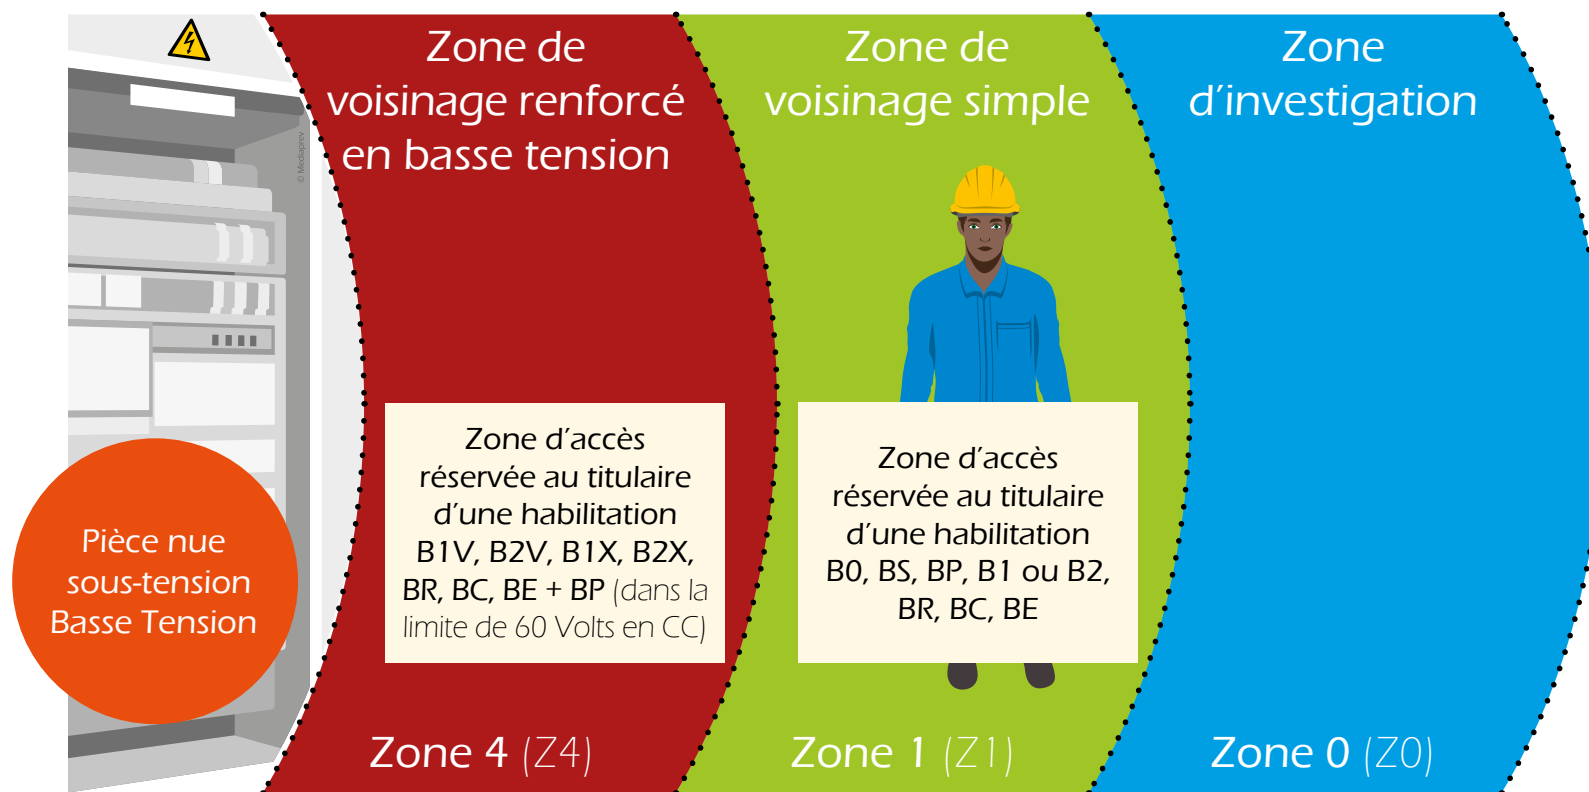 Zone de
voisinage renforcé
en basse tension
Zone de
voisinage simple
Zone
d'investigation
© Mediaprev
Pièce nue
sous-tension
Basse Tension
Zone d'accès
réservée au titulaire
d'une habilitation
B1V, B2V, B1X, B2X,
BR, BC, BE + BP (dans la
limite de 60 Volts en CC)
Zone d'accès
réservée au titulaire
d'une habilitation
B0, BS, BP, B1 ou B2,
BR, BC, BE
Zone 4 (Z4)
Zone 1 (Z1)
Zone 0 (Z0)